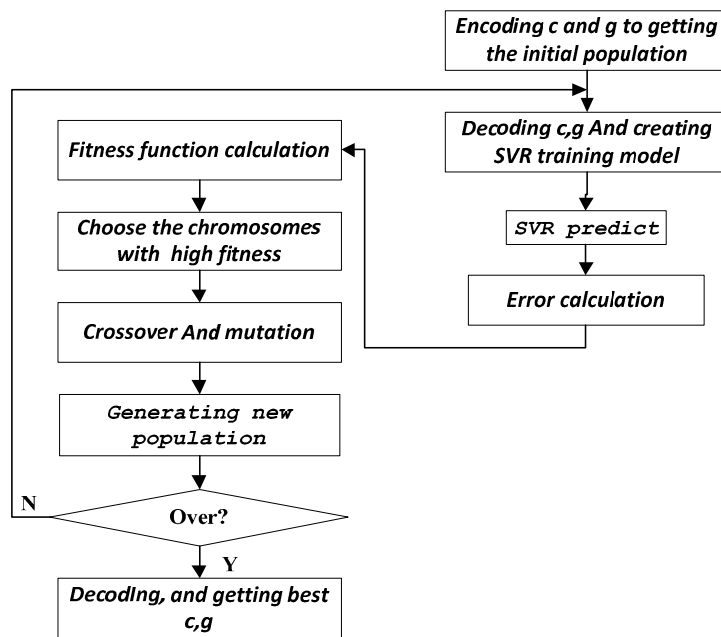 Encoding c and g to getting
the initial population
Decoding c,g And creating
SVR training model
SVR predict
Error calculation
Fitness function calculation
Choose the chromosomes
with high fitness
Crossover And mutation
Generating new
population
Over?
N
Y
DecodIng, and getting best
c,g